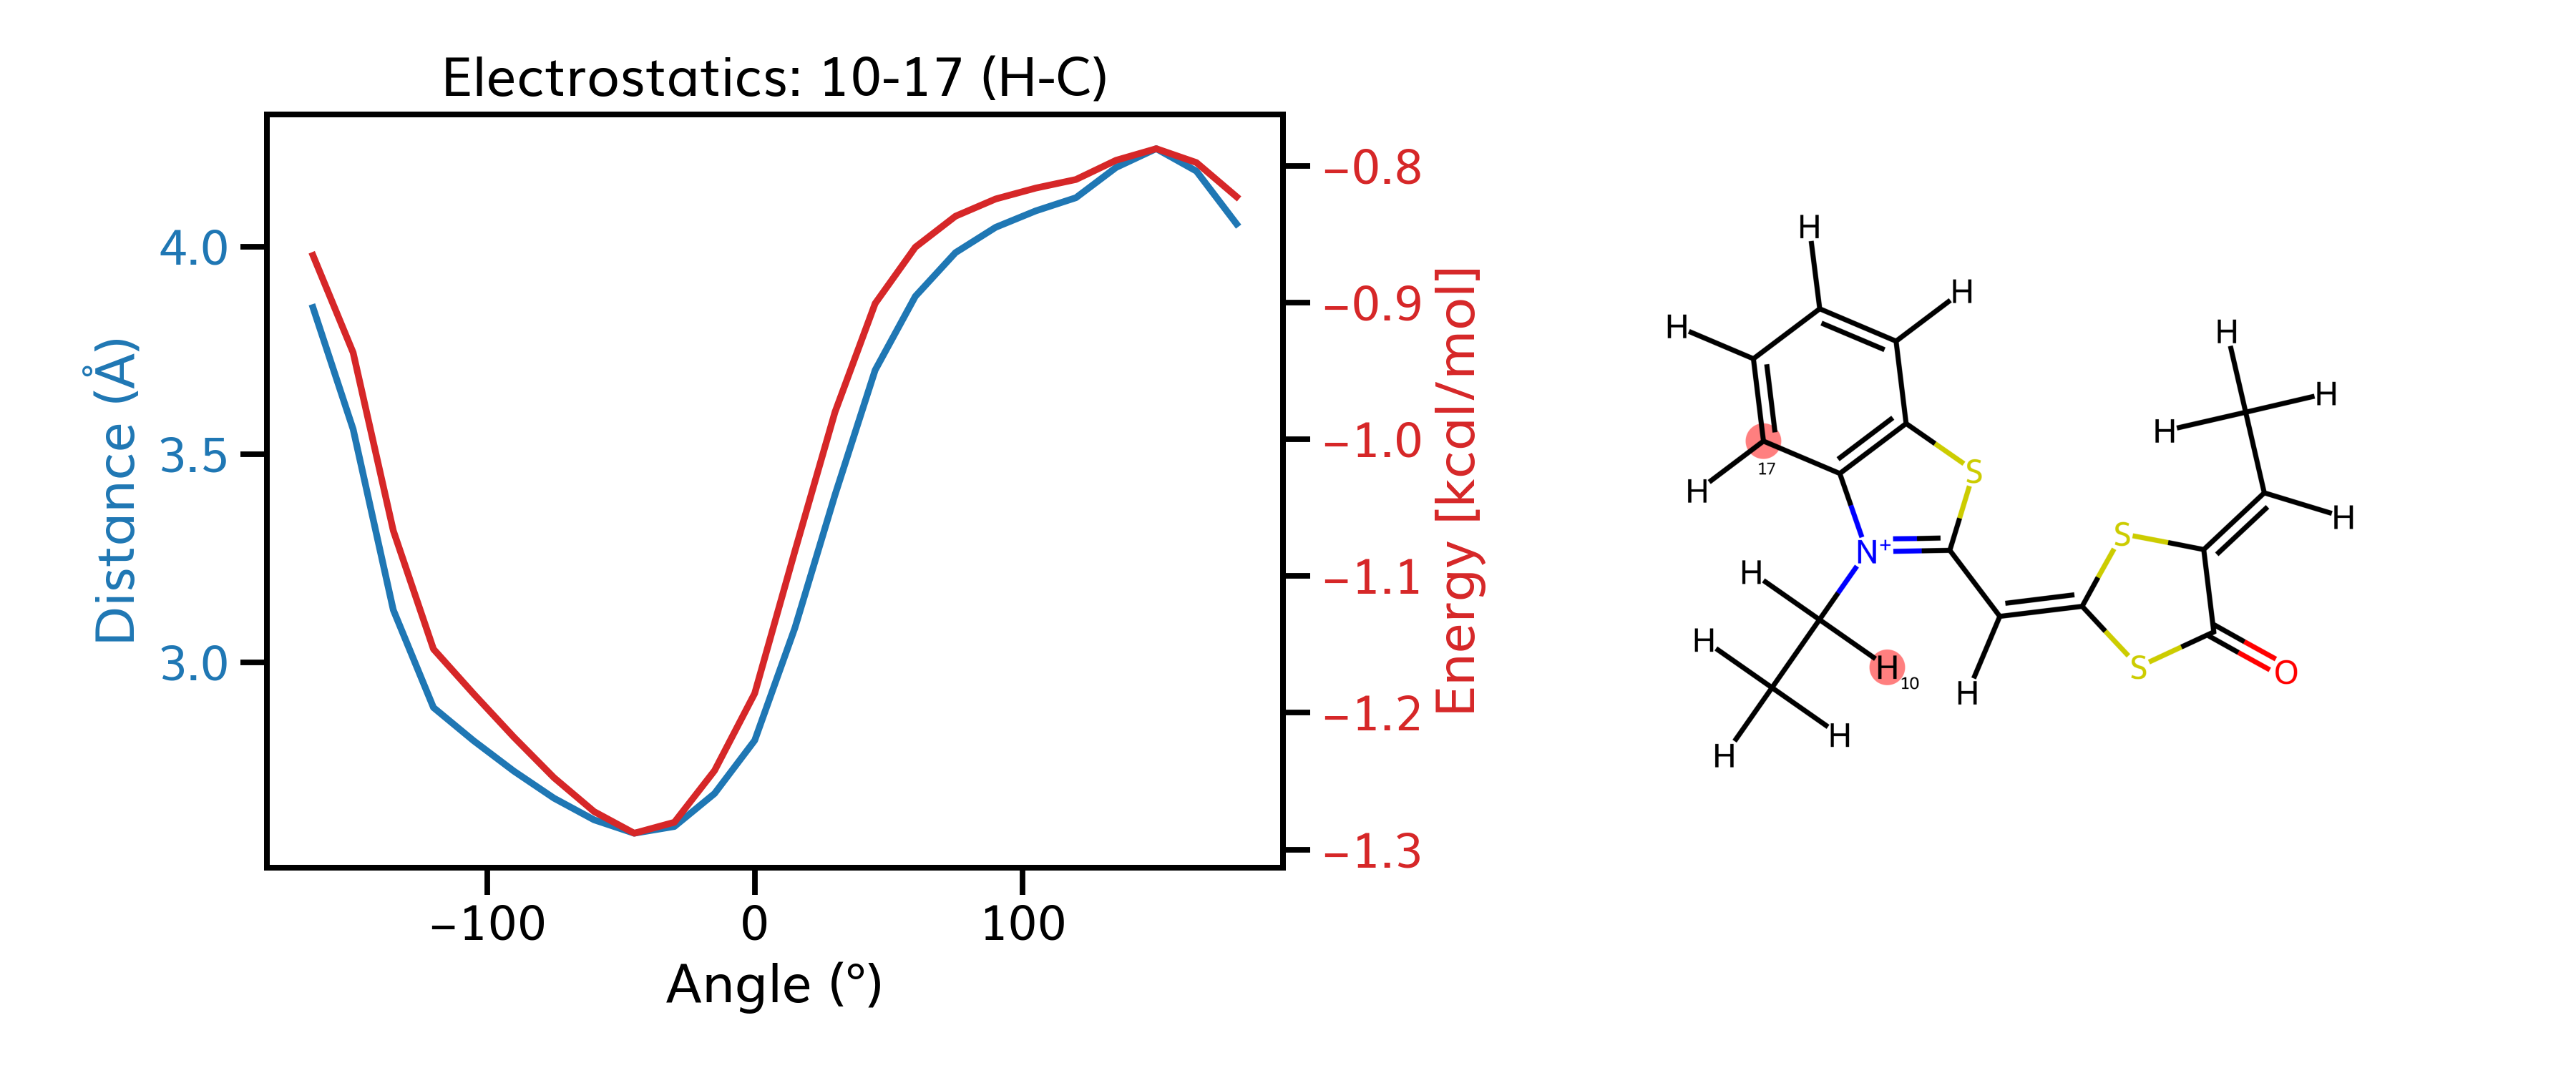 Electrostatics: 10-17 (H-C)
Distance (Å)
4.0
3.5
3.0
−0.8
−0.9
−1.0
−1.1
−1.2
−1.3
Energy [kcal/mol]
−100
0
100
Angle (°)
H
H
H
H
17
S
N+
H
H
H 10
H
H
H
H
H
H
H
H
S
S
O